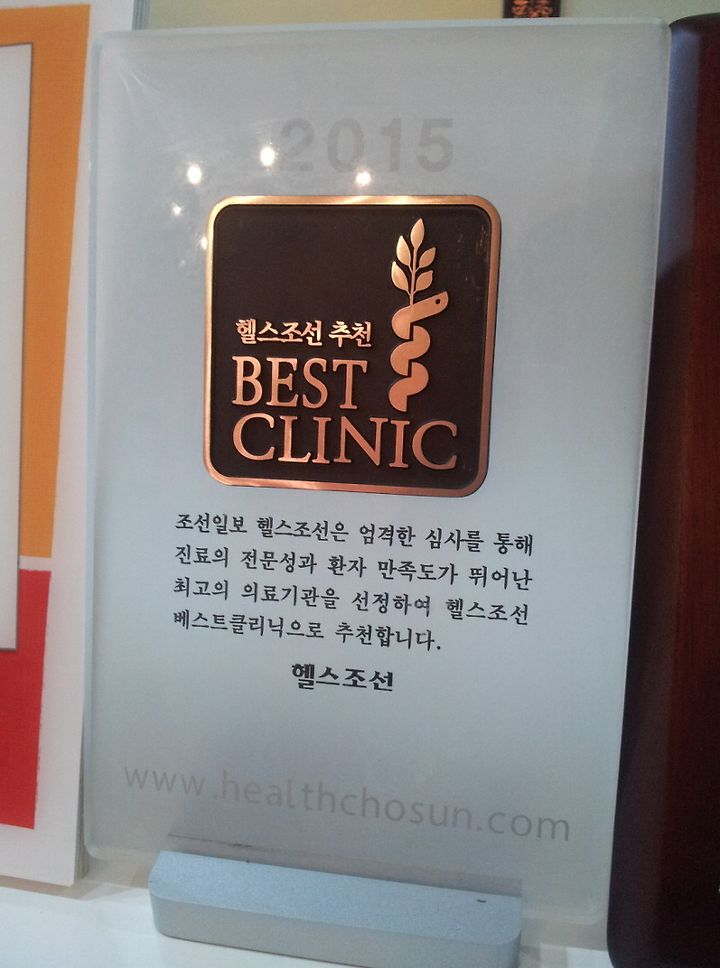 2015
헬스조선 추천
BEST
CLINIC
조선일보 헬스조선은 엄격한 심사를 통해
진료의 전문성과 환자 만족도가 뛰어난
최고의 의료기관을 선정하여 헬스조선
베스트클리닉으로 추천합니다.
헬스조선
www.healthchosun.com